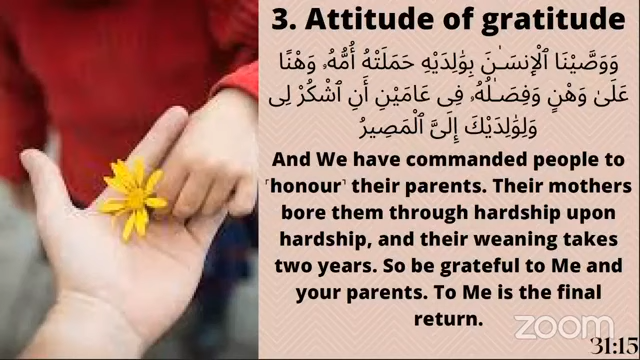 3. Attitude of gratitude
وَوَصَّيْنَا ٱلْإِنسَـٰنَ بِوَٰلِدَيْهِ حَمَلَتْهُ أُمُّهُۥ وَهْنًا
عَلَىٰ وَهْنٍ وَفِصَـٰلُهُۥ فِى عَامَيْنِ أَنِ ٱشْكُرْ لِى
وَلِوَٰلِدَيْكَ إِلَىَّ ٱلْمَصِيرُ
And We have commanded people to
˹honour˺ their parents. Their mothers
bore them through hardship upon
hardship, and their weaning takes
two years. So be grateful to Me and
your parents. To Me is the final
return.
zoom
31:15